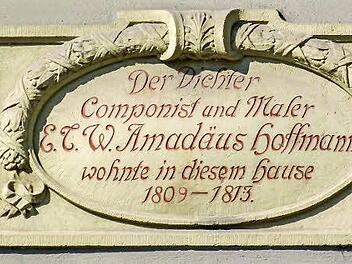 Der Dichter
Componist und Maler
E.T.W. Amadäus Hoffmann
wohnte in diesem Hause
1809–1813.